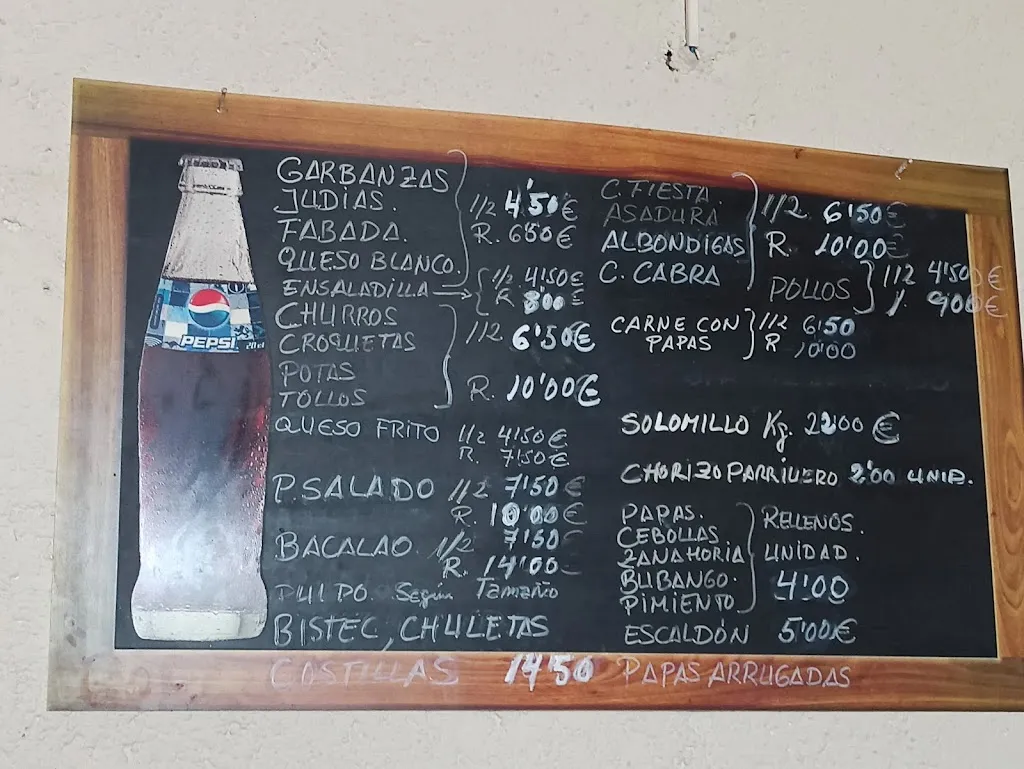 GARBANZAS
JUDIAS.
FABADA.
QUESO BLANCO.
1/2 4'50€
R. 6'50€
ENSALADILLA
1/2. 4'50€
R 8'00€
CHURROS
CROQUETAS
POTAS
TOLLOS
1/2 6'50€
R. 10'00€
QUESO FRITO 1/2 4'50€
R. 7'50€
P. SALADO 1/2 7'50€
R. 10'00€
BACALAO. 1/2 7'50
R. 14'00€
PULPO. Según Tamaño
BISTEC, CHULETAS
COSTILLAS 14'50 PAPAS ARRUGADAS
C. FIESTA.
ASADURA
ALBONDIGAS
C. CABRA
1/2. 6'50€
R. 10'00€
POLLOS
1/2 4'50€
1. 9'00€
CARNE CON
PAPAS
1/2 6'50
R 10'00
SOLOMILLO Kg. 22'00€
CHORIZO PARRILLERO 2'00 UNID.
PAPAS.
CEBOLLAS
ZANAHORIA
BUBANGO.
PIMIENTO
RELLENOS.
UNIDAD.
4'00
ESCALDÓN 5'00€
PEPSI
20 cl